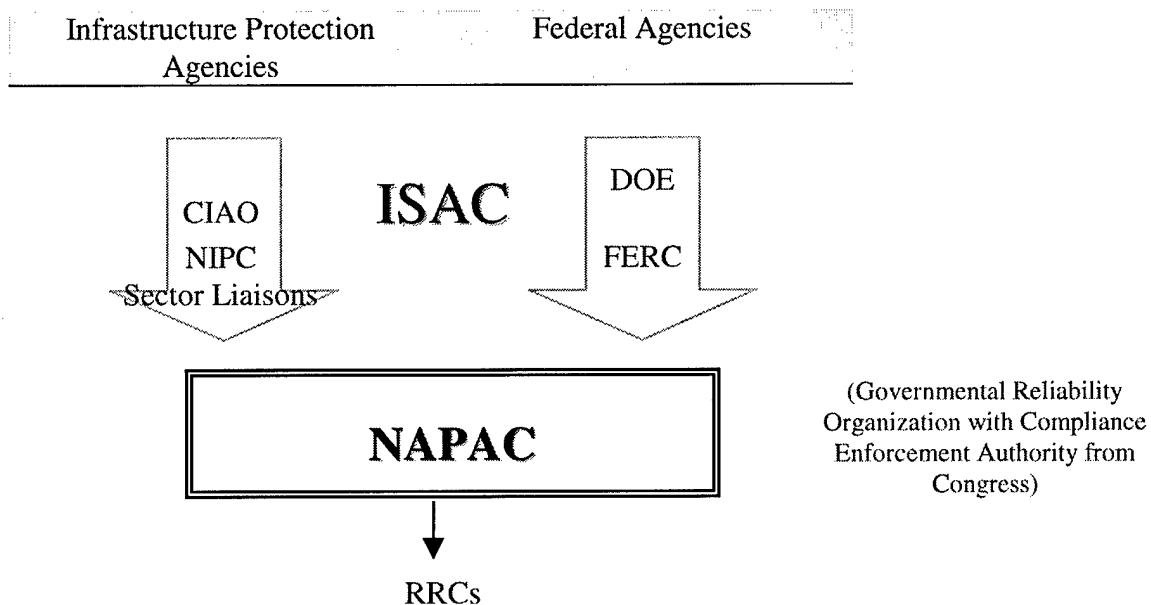 Infrastructure Protection
Agencies
Federal Agencies
CIAO
NIPC
Sector Liaisons
ISAC
DOE
FERC
NAPAC
(Governmental Reliability
Organization with Compliance
Enforcement Authority from
Congress)
RRCs